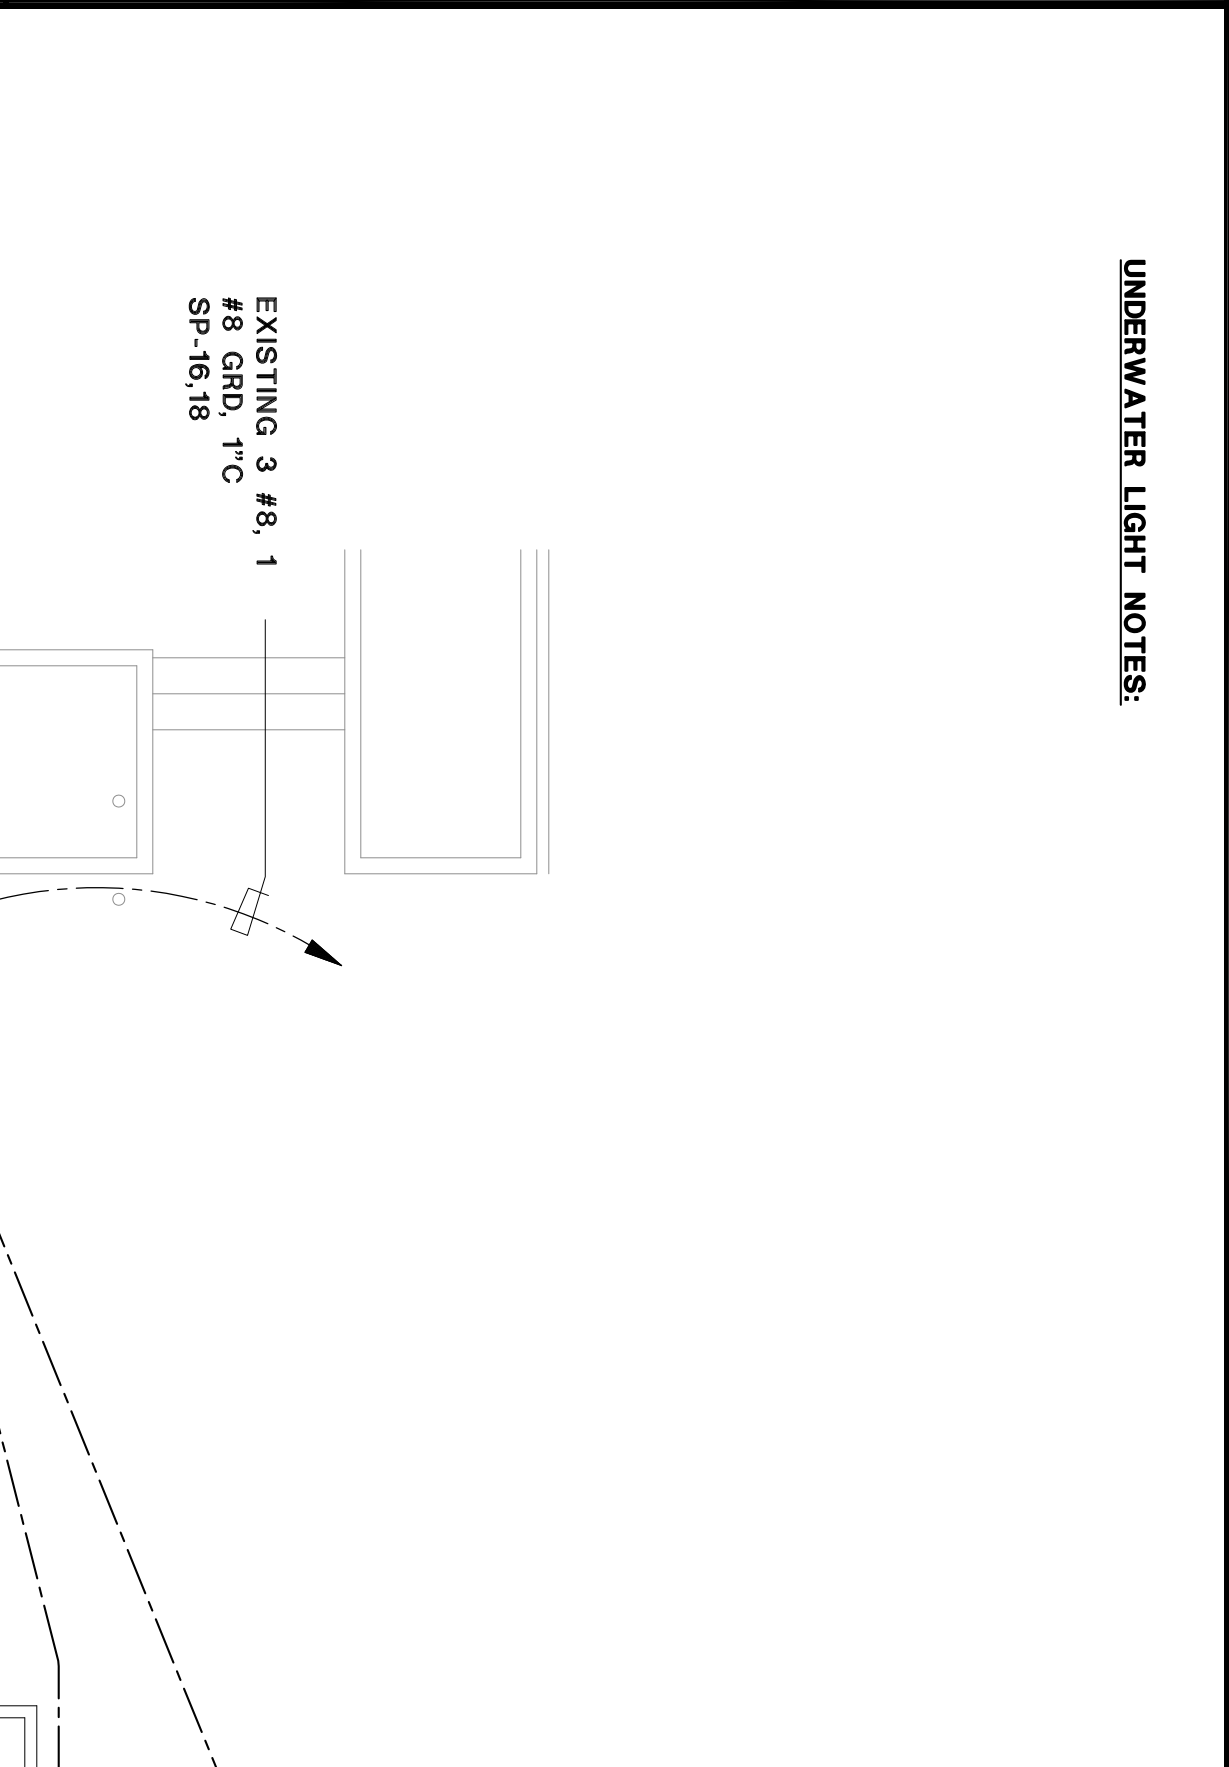 UNDERWATER LIGHT NOTES:
EXISTING 3 #8, 1
#8 GRD, 1"C
SP-16,18